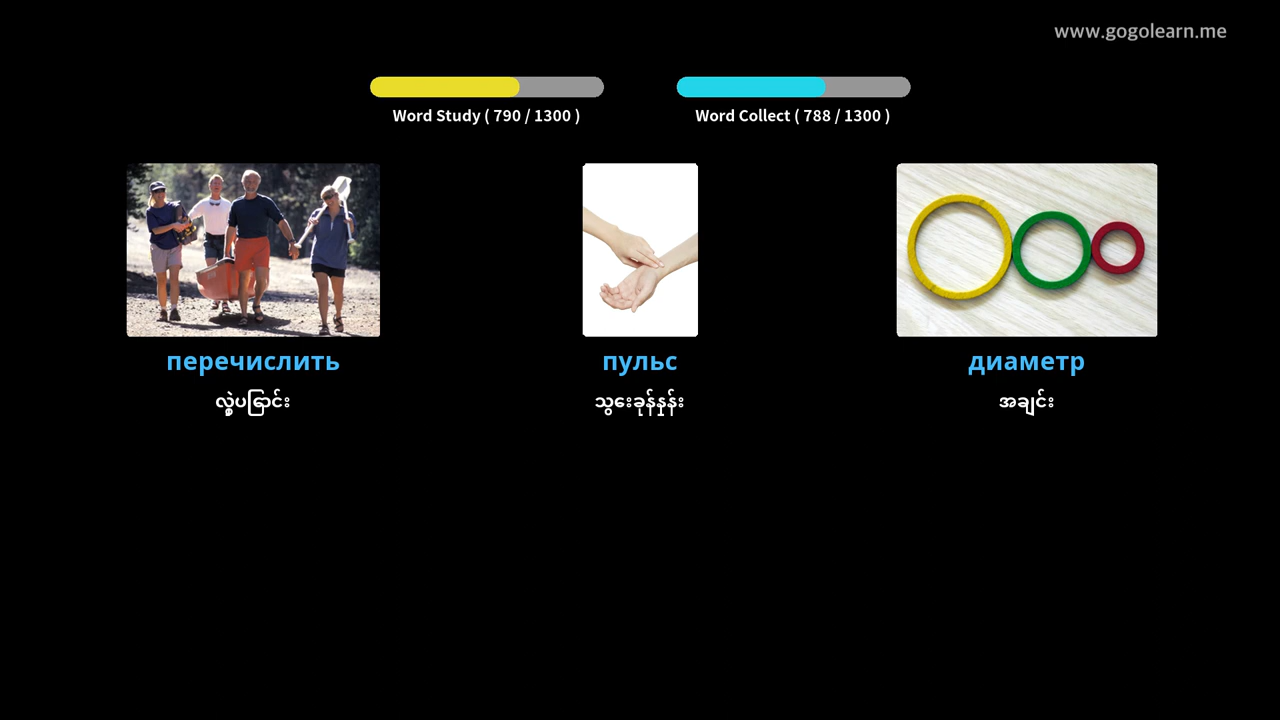 www.gogolearn.me
Word Study ( 790 / 1300 )
Word Collect ( 788 / 1300 )
перечислить
пульс
диаметр
လွှဲပြောင်း
သွေးခုန်နှုန်း
အချင်း